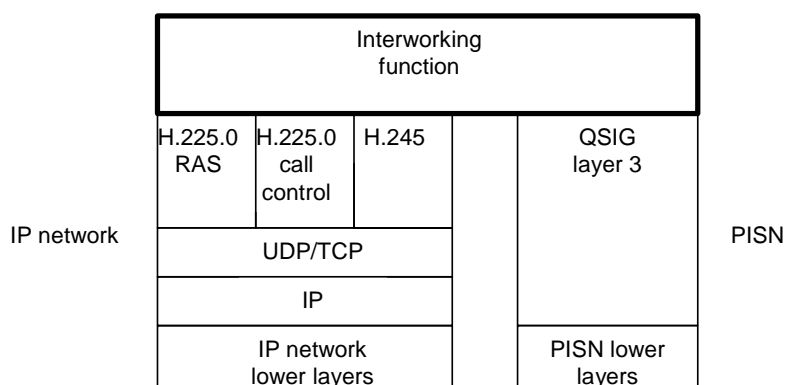 Interworking
function
H.225.0
RAS
H.225.0
call
control
H.245
QSIG
layer 3
IP network
PISN
UDP/TCP
IP
IP network
lower layers
PISN lower
layers